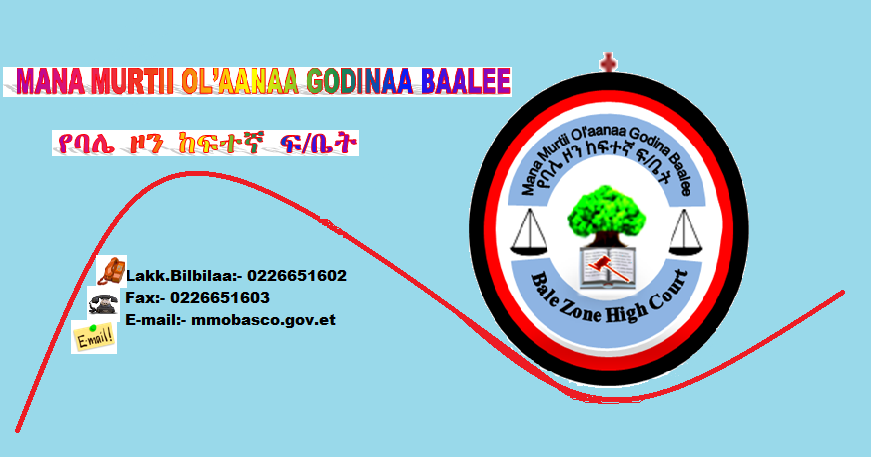 MANA MURTII OL’AANAA GODINAA BAALEE
የባሌ ዞን ከፍተኛ ፍ/ቤት
Lakk.Bilbilaa:- 0226651602
Fax:- 0226651603
E-mail:- mmobasco.gov.et
E-mail!
Mana Murtii Ol'aanaa Godina Baalee
የባሌ ዞን ከፍተኛ ፍ/ቤት
Bale Zone High Court